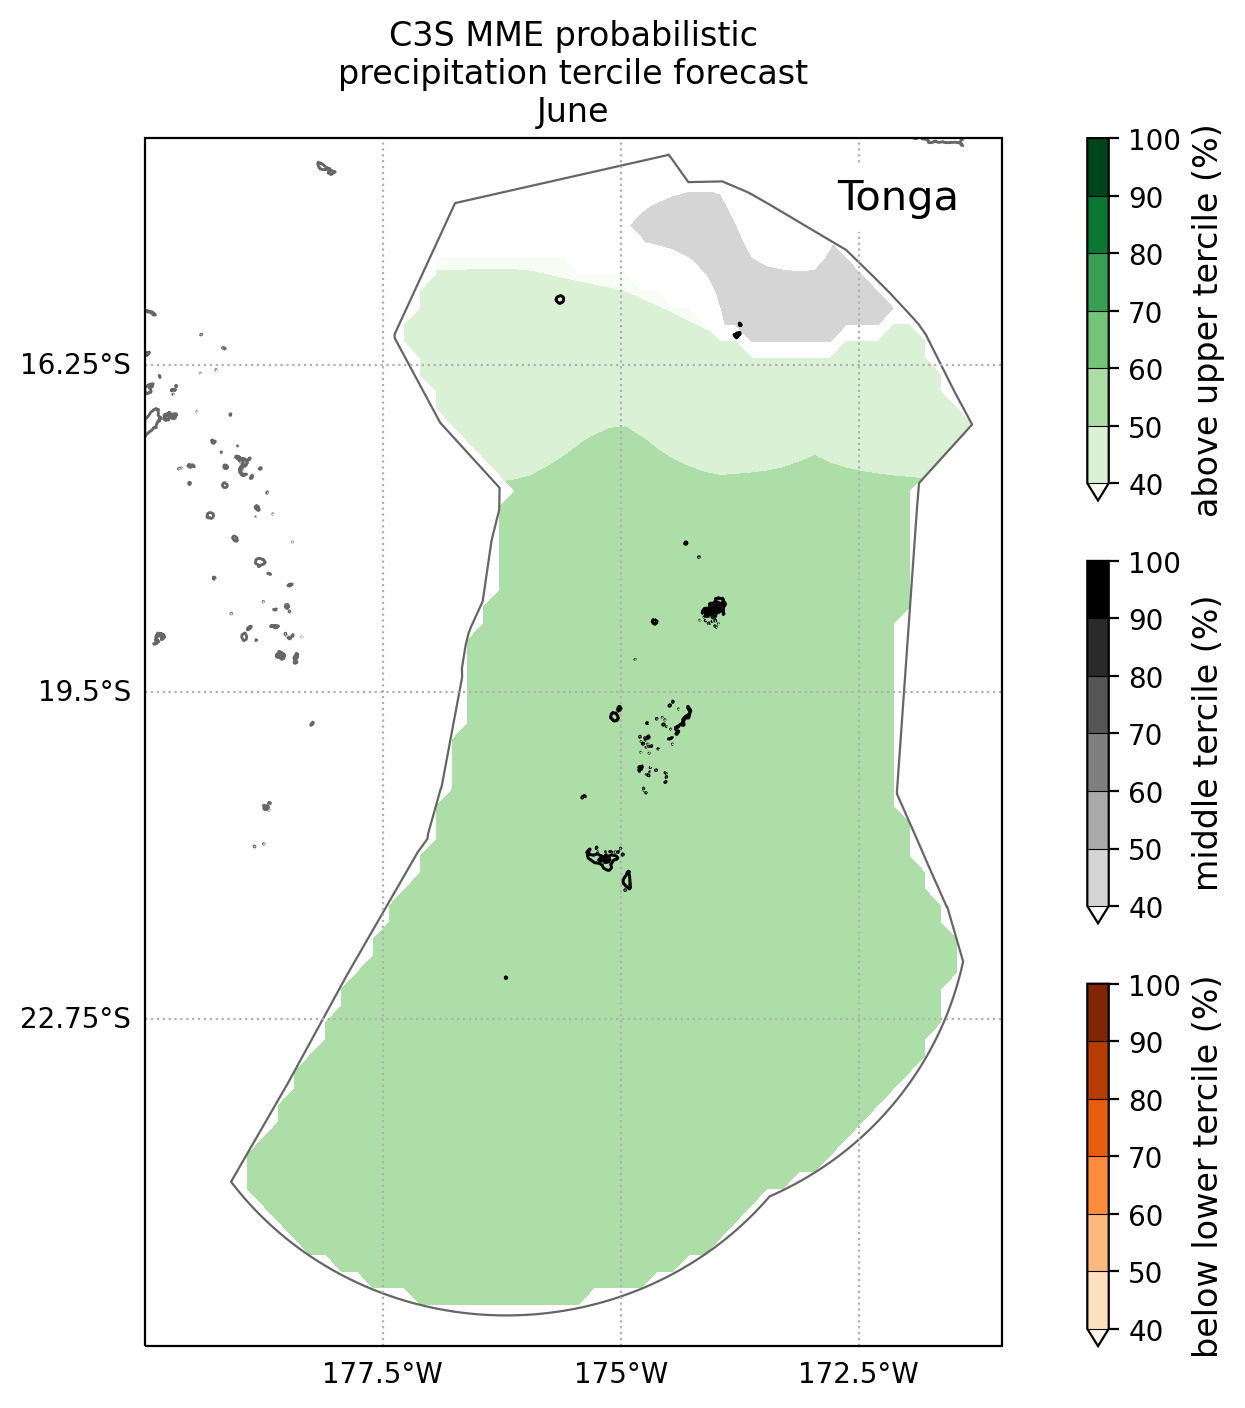 C3S MME probabilistic
precipitation tercile forecast
June
Tonga
16.25°S
19.5°S
22.75°S
177.5°W
175°W
172.5°W
100
90
80
70
60
50
40
above upper tercile (%)
100
90
80
70
60
50
40
middle tercile (%)
100
90
80
70
60
50
40
below lower tercile (%)